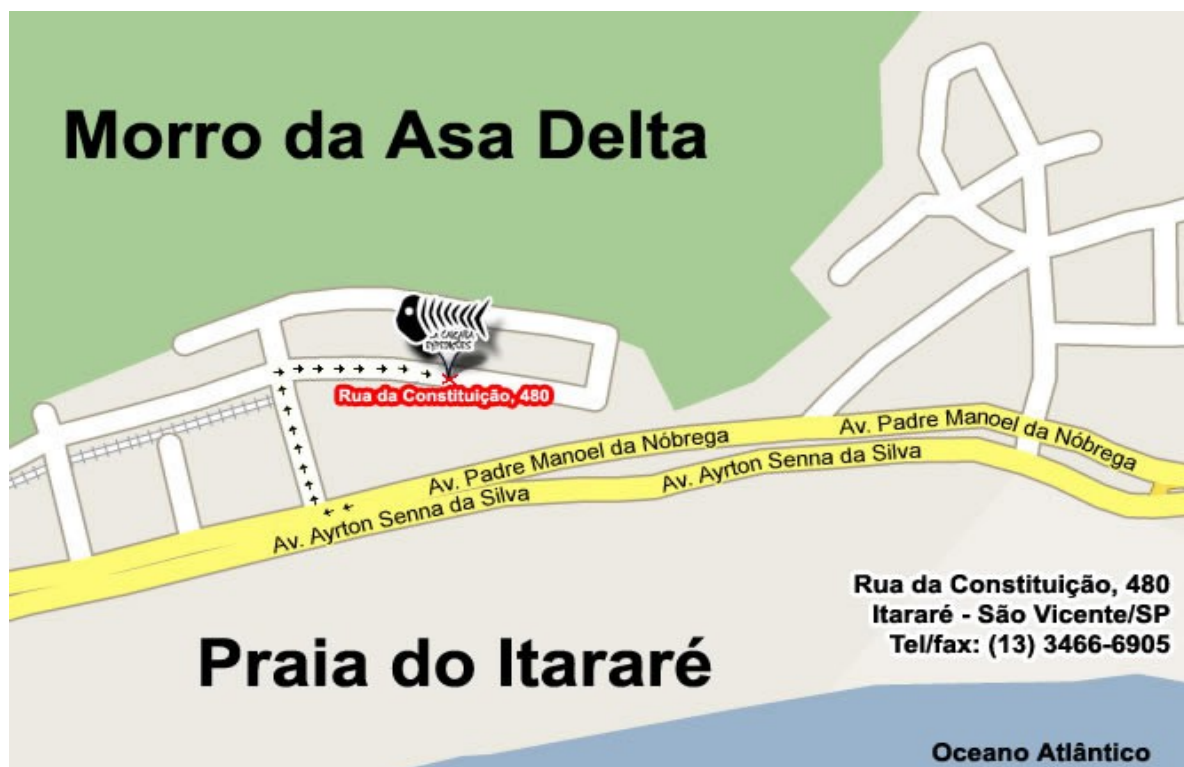 Morro da Asa Delta
Rua da Constituição, 480
Av. Padre Manoel da Nóbrega
Av. Padre Manoel da Nóbrega
Av. Ayrton Senna da Silva
Av. Ayrton Senna da Silva
Rua da Constituição, 480
Itararé - São Vicente/SP
Tel/fax: (13) 3466-6905
Praia do Itararé
Oceano Atlântico